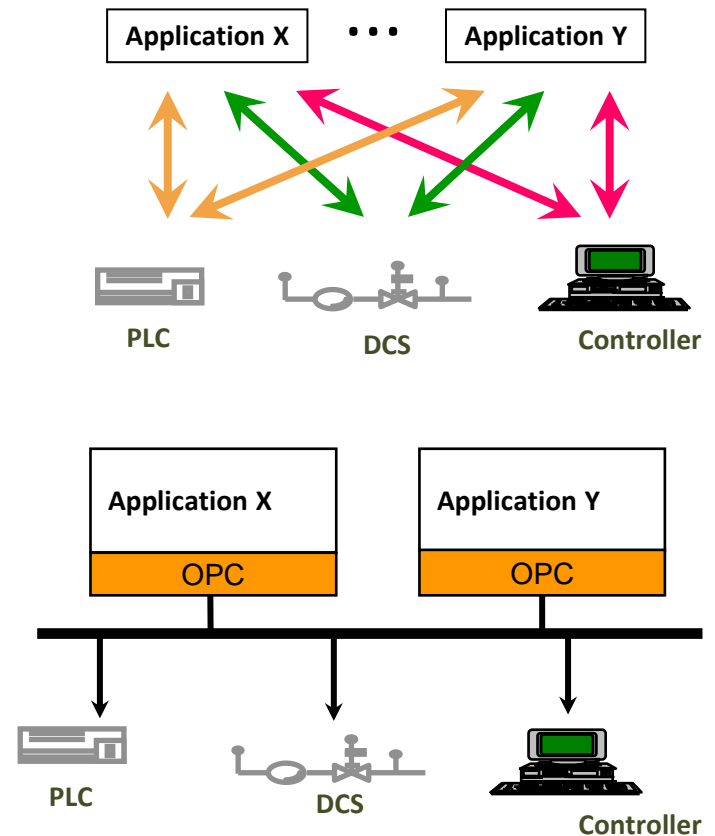 Application X
...
Application Y
PLC
DCS
Controller
Application X
Application Y
OPC
OPC
PLC
DCS
Controller